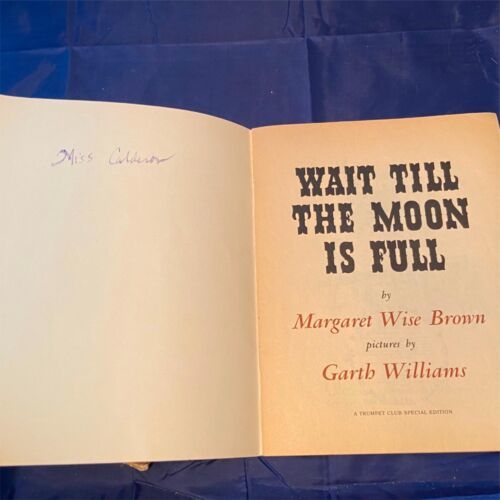 Miss Calderon
WAIT TILL
THE MOON
IS FULL
by
Margaret Wise Brown
pictures by
Garth Williams
A TRUMPET CLUB SPECIAL EDITION